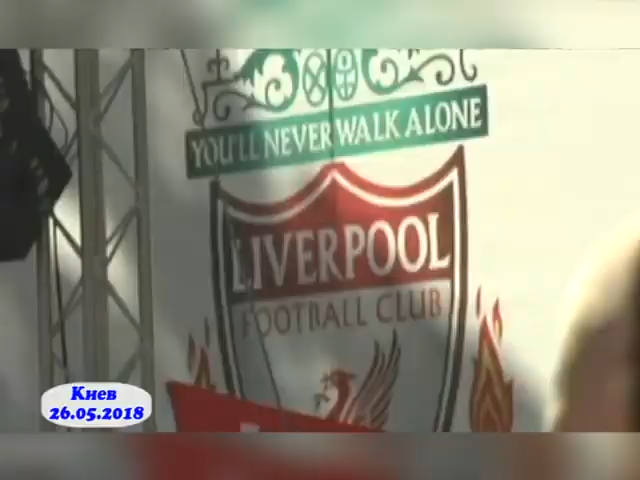 YOU'LL NEVER WALK ALONE
LIVERPOOL
FOOTBALL CLUB
Киев
26.05.2018